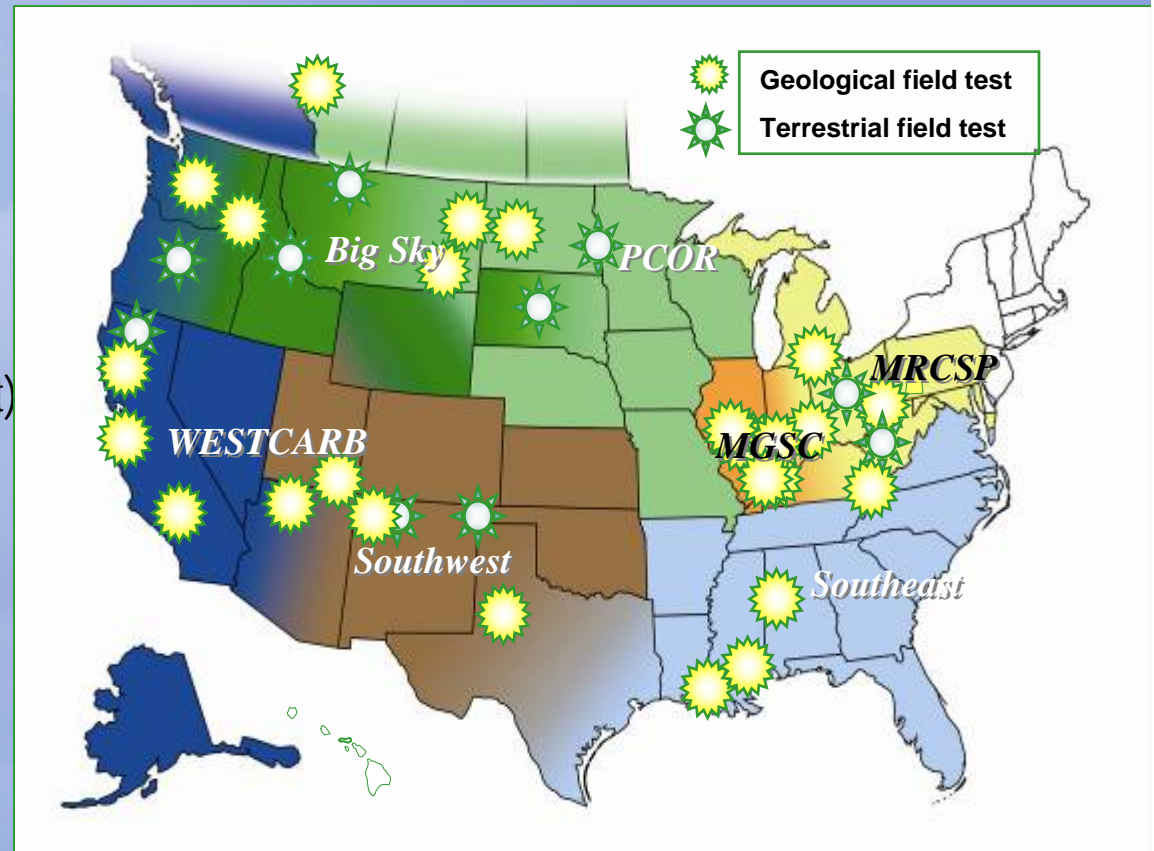 Geological field test
Terrestrial field test
Big Sky
PCOR
MRCSP
WESTCARB
MGSC
Southwest
Southeast